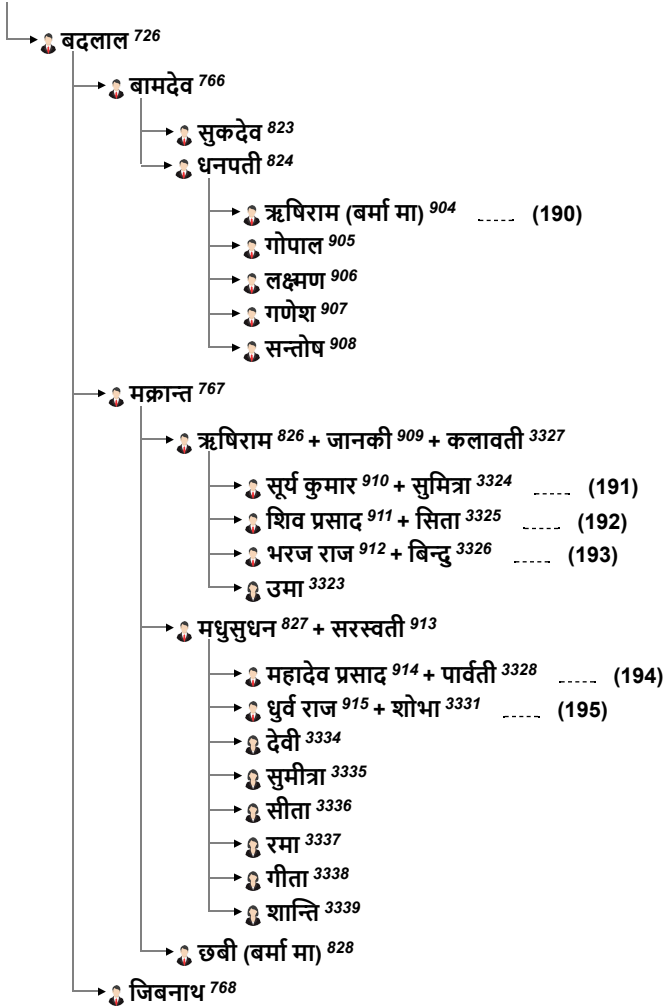 बदलाल 726
बामदेव 766
सुकदेव 823
धनपती 824
ऋषिराम (बर्मा मा) 904 ...... (190)
गोपाल 905
लक्ष्मण 906
गणेश 907
सन्तोष 908
मक्रान्त 767
ऋषिराम 826 + जानकी 909 + कलावती 3327
सूर्य कुमार 910 + सुमित्रा 3324 ...... (191)
शिव प्रसाद 911 + सिता 3325 ...... (192)
भरज राज 912 + बिन्दु 3326 ...... (193)
उमा 3323
मधुसुधन 827 + सरस्वती 913
महादेव प्रसाद 914 + पार्वती 3328 ...... (194)
धुर्व राज 915 + शोभा 3331 ...... (195)
देवी 3334
सुमीत्रा 3335
सीता 3336
रमा 3337
गीता 3338
शान्ति 3339
छबी (बर्मा मा) 828
जिबनाथ 768